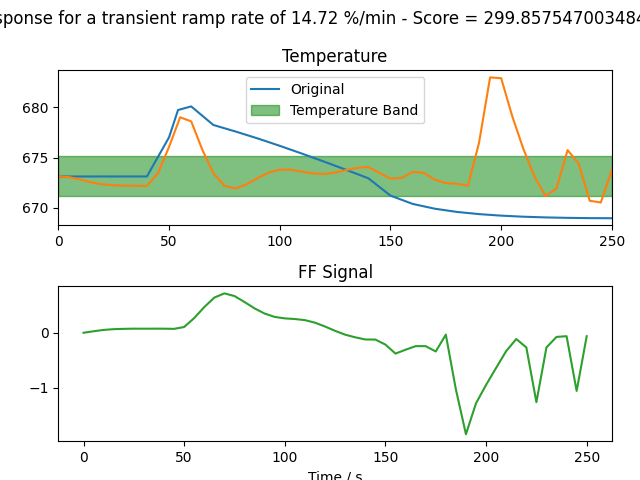 sponse for a transient ramp rate of 14.72 %/min - Score = 299.857547003484
Temperature
Original
Temperature Band
680
675
670
0 50 100 150 200 250
FF Signal
0
−1
0 50 100 150 200 250
Time / s